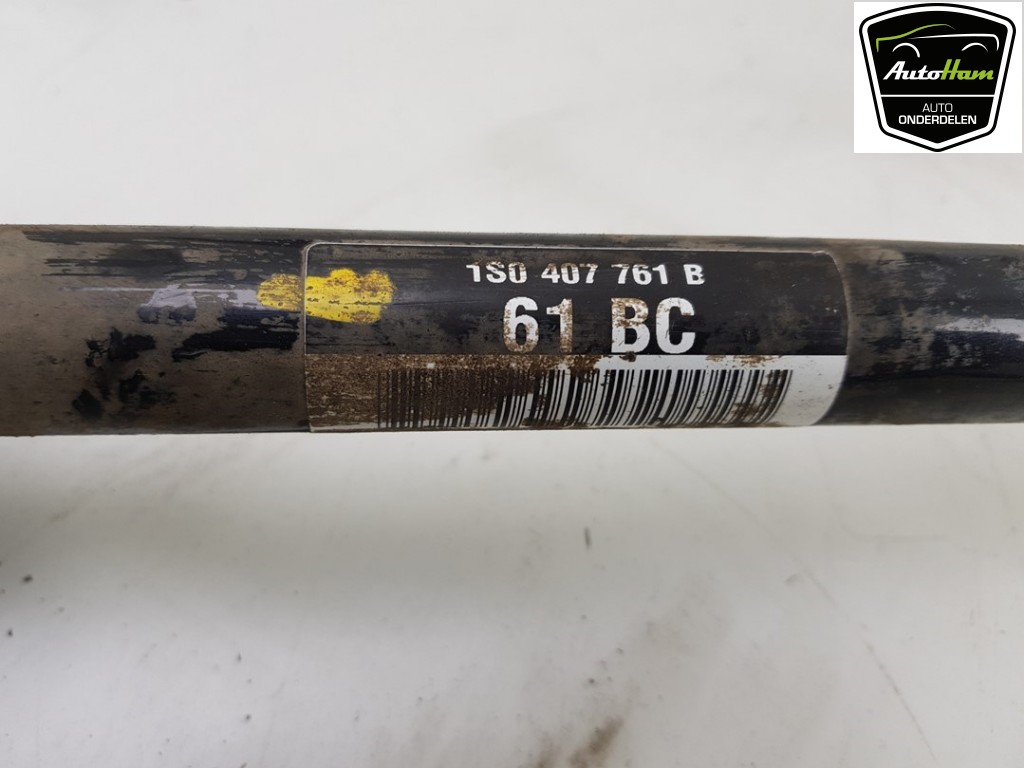 AutoHam
AUTO
ONDERDELEN
1S0 407 761 B
61 BC